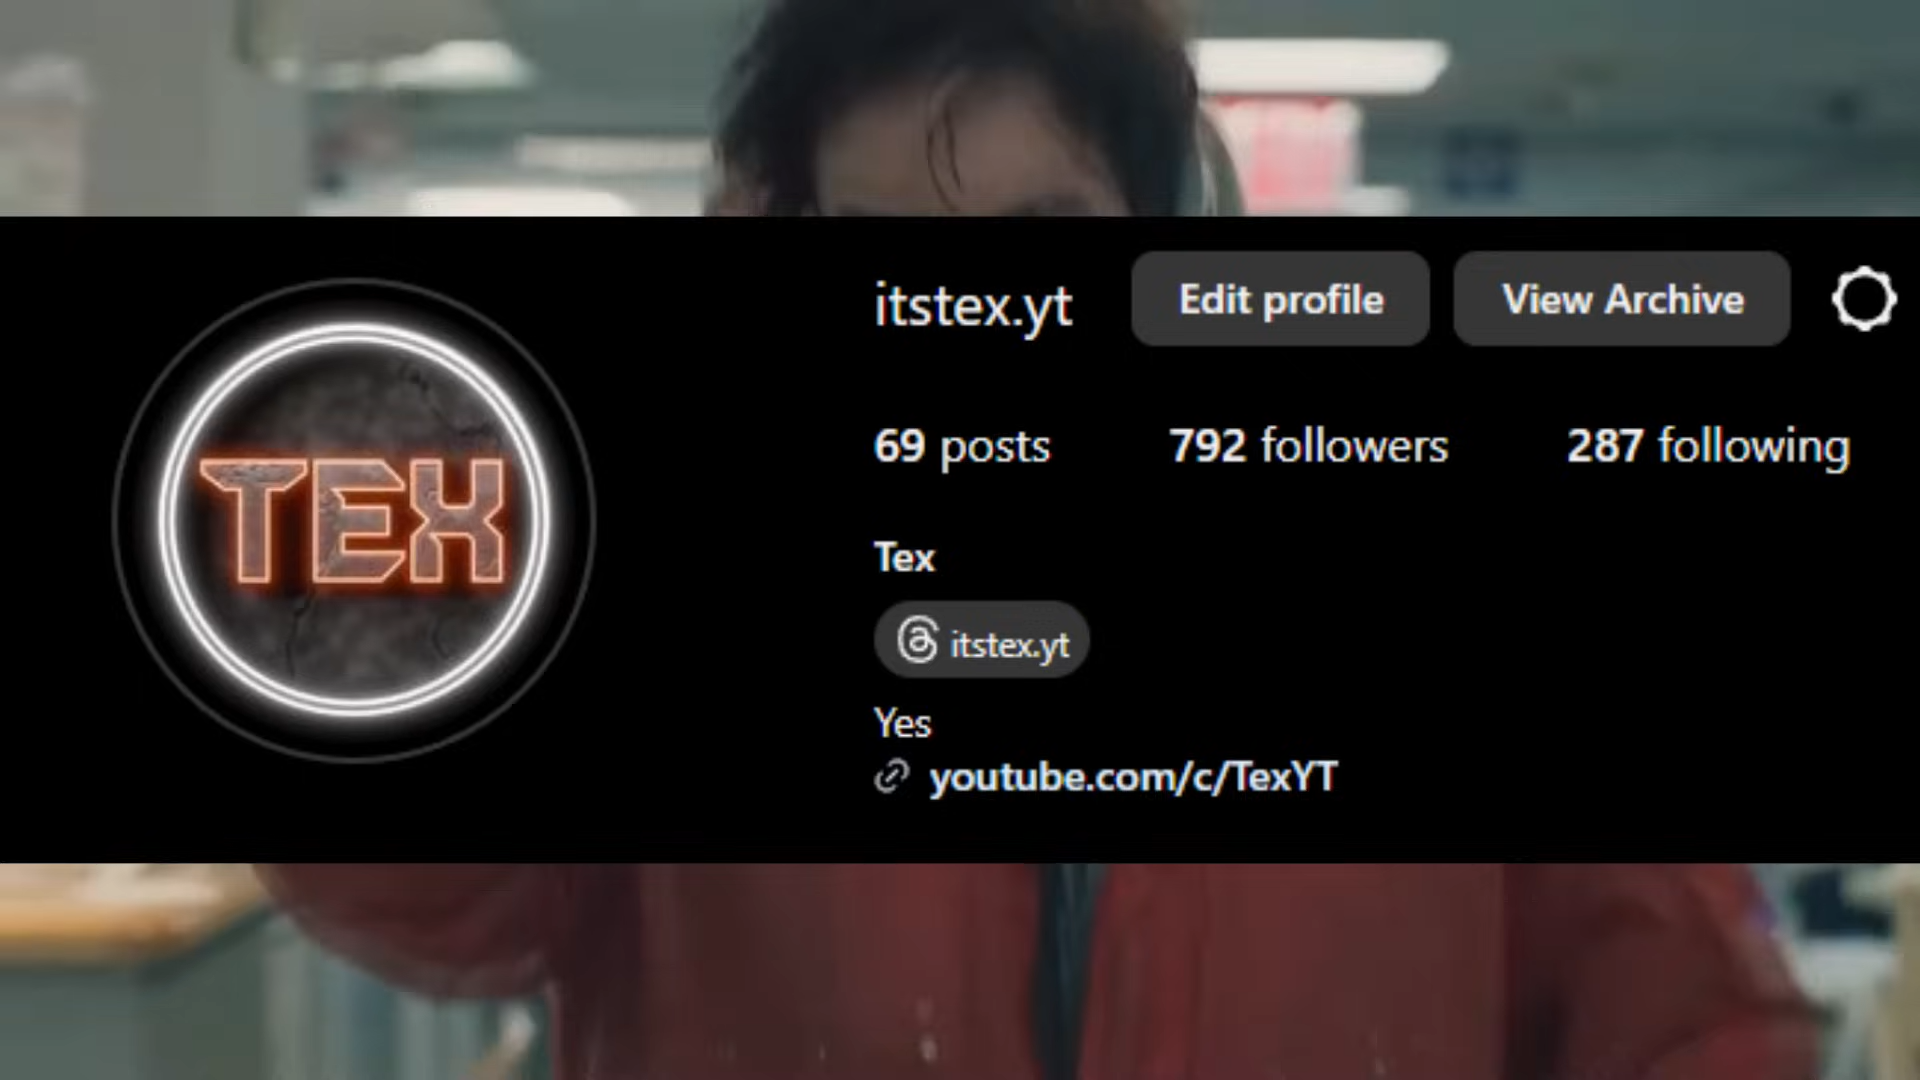 itstex.yt Edit profile View Archive
69 posts 792 followers 287 following
TEX
Tex
itstex.yt
Yes
youtube.com/c/TexYT